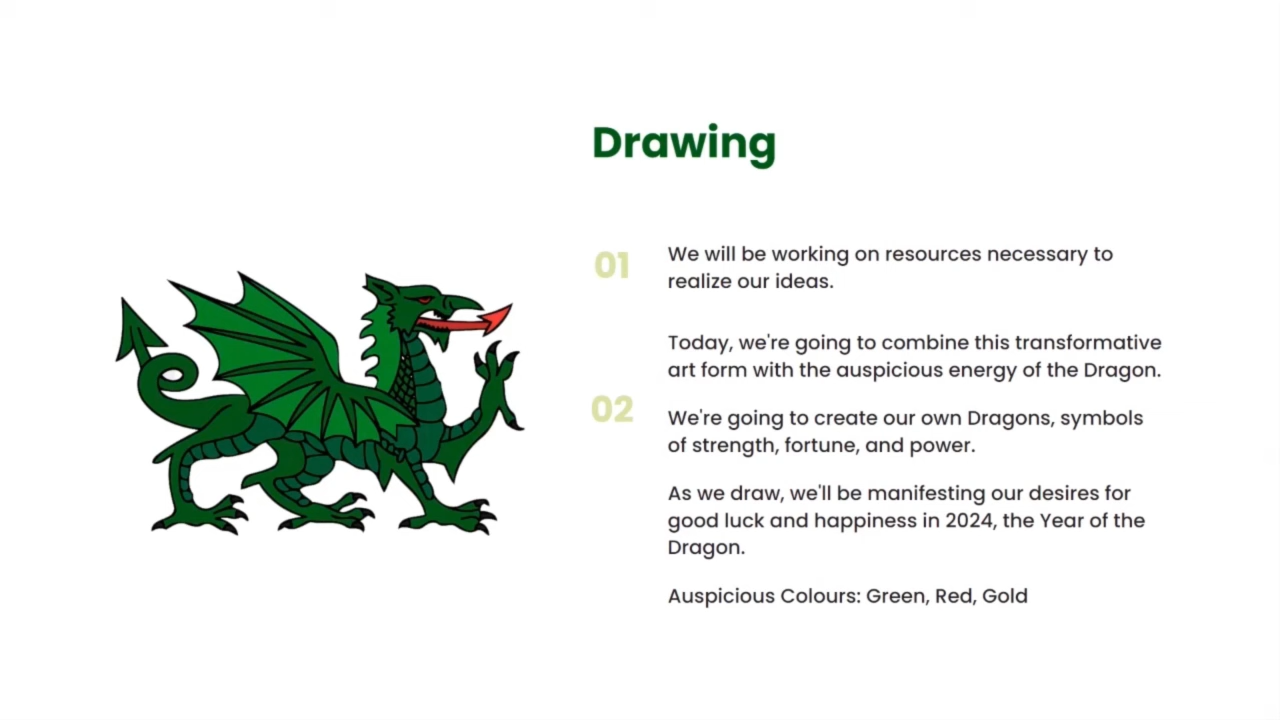 Drawing
01
We will be working on resources necessary to
realize our ideas.
02
Today, we're going to combine this transformative
art form with the auspicious energy of the Dragon.
We're going to create our own Dragons, symbols
of strength, fortune, and power.
As we draw, we'll be manifesting our desires for
good luck and happiness in 2024, the Year of the
Dragon.
Auspicious Colours: Green, Red, Gold